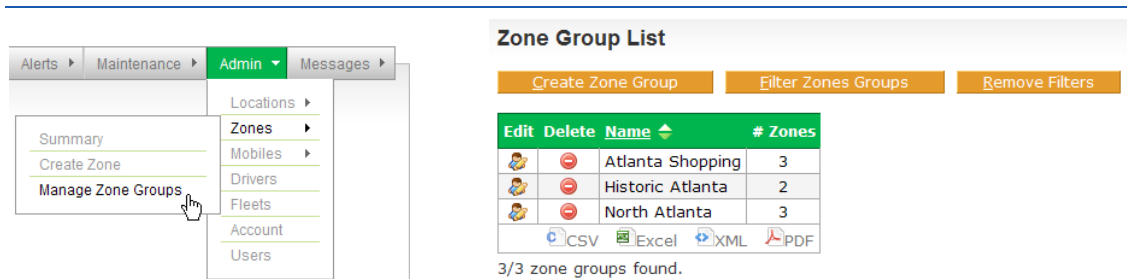 Alerts Maintenance Admin Messages
Locations
Zones
Mobiles
Drivers
Fleets
Account
Users
Summary
Create Zone
Manage Zone Groups
Zone Group List
Create Zone Group Filter Zones Groups Remove Filters
Edit Delete Name # Zones
Atlanta Shopping 3
Historic Atlanta 2
North Atlanta 3
CSV Excel XML PDF
3/3 zone groups found.